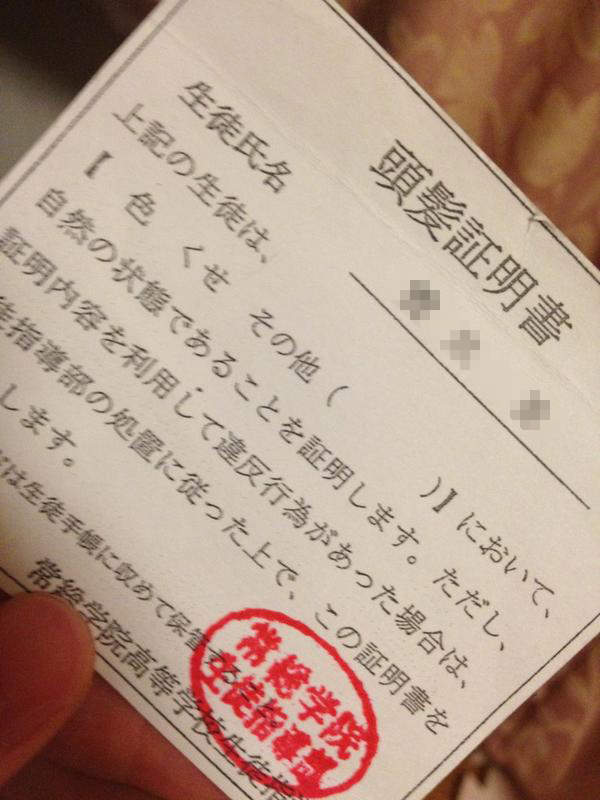 頭髪証明書
生徒氏名
上記の生徒は、
【 色 くせ その他( )】において、
自然の状態であることを証明します。ただし、
証明内容を利用して違反行為があった場合は、
徒指導部の処置に従った上で、この証明書を
します。
は生徒手帳に収めて保管する
常総学院高等学校生徒指
常総学院
生徒指導部